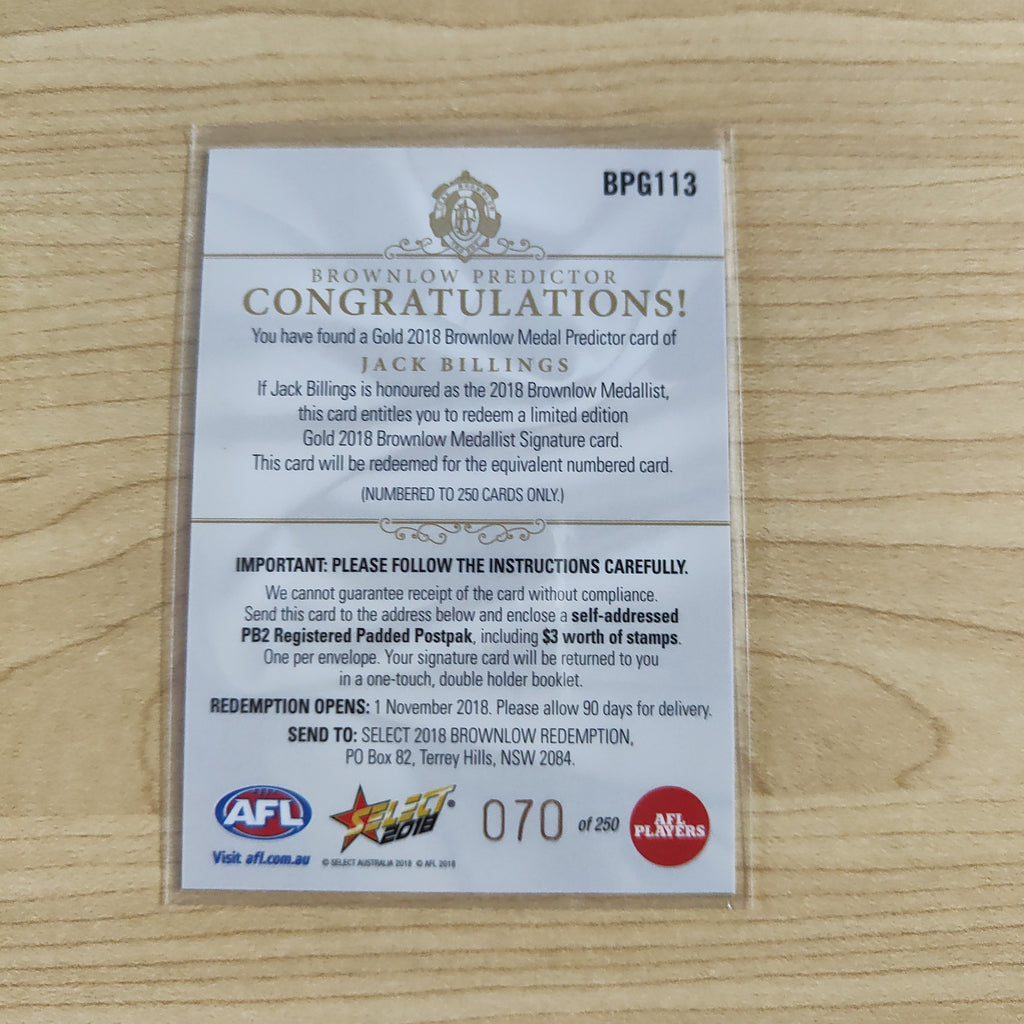 BPG113
BROWNLOW PREDICTOR
CONGRATULATIONS!
You have found a Gold 2018 Brownlow Medal Predictor card of
JACK BILLINGS
If Jack Billings is honoured as the 2018 Brownlow Medallist,
this card entitles you to redeem a limited edition
Gold 2018 Brownlow Medallist Signature card.
This card will be redeemed for the equivalent numbered card.
(NUMBERED TO 250 CARDS ONLY.)
IMPORTANT: PLEASE FOLLOW THE INSTRUCTIONS CAREFULLY.
We cannot guarantee receipt of the card without compliance.
Send this card to the address below and enclose a self-addressed
PB2 Registered Padded Postpak, including $3 worth of stamps.
One per envelope. Your signature card will be returned to you
in a one-touch, double holder booklet.
REDEMPTION OPENS: 1 November 2018. Please allow 90 days for delivery.
SEND TO: SELECT 2018 BROWNLOW REDEMPTION,
PO Box 82, Terrey Hills, NSW 2084.
AFL
SELECT
2018
070 of 250
AFL
PLAYERS
Visit afl.com.au
© SELECT AUSTRALIA 2018 © AFL 2018